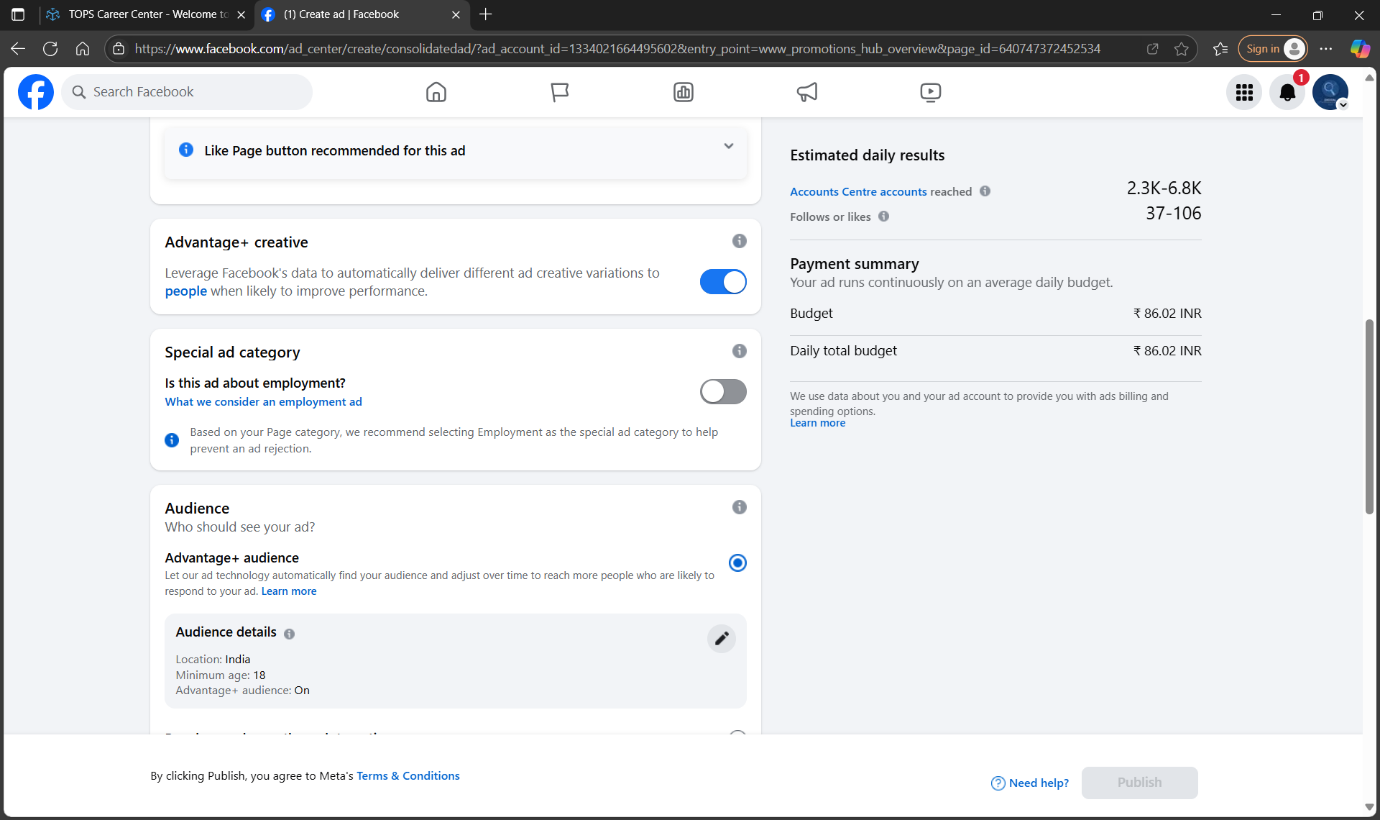 TOPS Career Center - Welcome to
(1) Create ad | Facebook
https://www.facebook.com/ad_center/create/consolidatedad/?ad_account_id=1334021664495602&entry_point=www_promotions_hub_overview&page_id=640747372452534
Sign in
Search Facebook
1
Like Page button recommended for this ad
Advantage+ creative
Leverage Facebook's data to automatically deliver different ad creative variations to
people when likely to improve performance.
Special ad category
Is this ad about employment?
What we consider an employment ad
Based on your Page category, we recommend selecting Employment as the special ad category to help
prevent an ad rejection.
Audience
Who should see your ad?
Advantage+ audience
Let our ad technology automatically find your audience and adjust over time to reach more people who are likely to
respond to your ad. Learn more
Audience details
Location: India
Minimum age: 18
Advantage+ audience: On
Estimated daily results
Accounts Centre accounts reached 2.3K-6.8K
Follows or likes 37-106
Payment summary
Your ad runs continuously on an average daily budget.
Budget ₹ 86.02 INR
Daily total budget ₹ 86.02 INR
We use data about you and your ad account to provide you with ads billing and
spending options.
Learn more
By clicking Publish, you agree to Meta's Terms & Conditions
Need help?
Publish